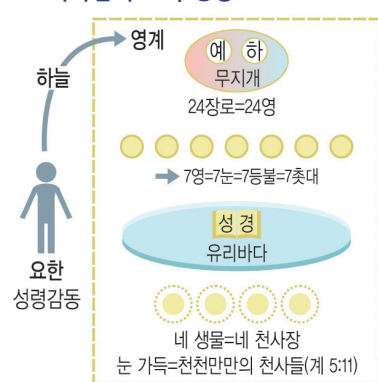 영계
예 하
무지개
하늘
24장로=24영
7영=7눈=7등불=7촛대
성경
유리바다
요한
성령감동
네 생물=네 천사장
눈 가득=천천만만의 천사들(계 5:11)